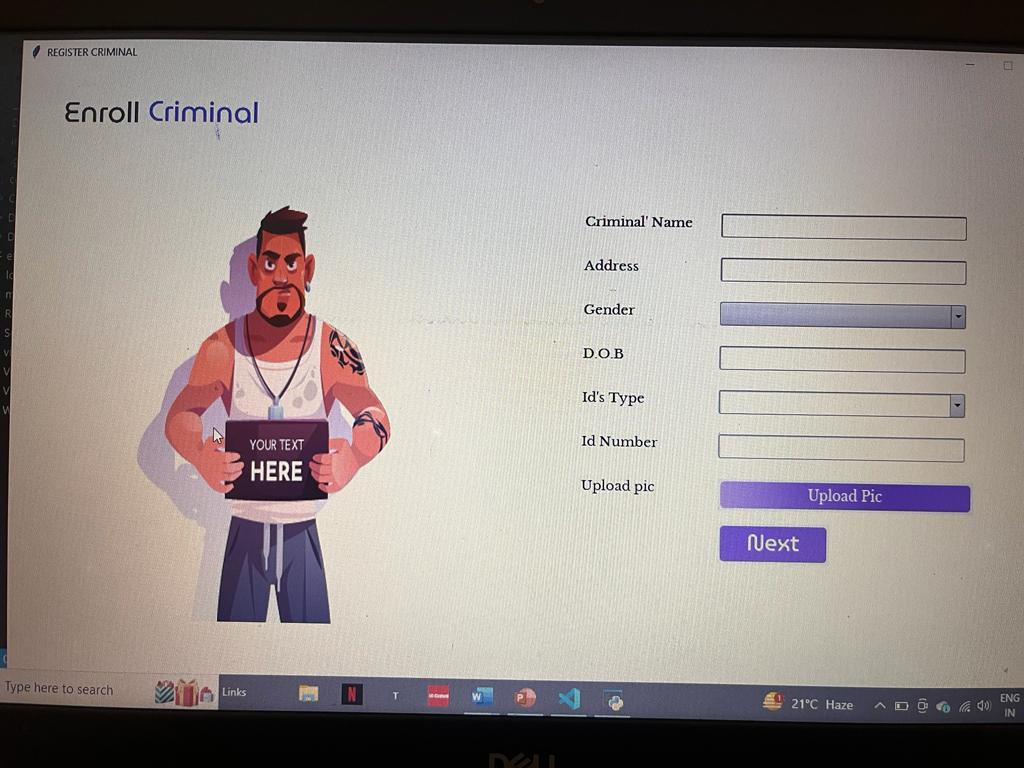 REGISTER CRIMINAL
Enroll Criminal
Criminal' Name
Address
Gender
D.O.B
Id's Type
Id Number
Upload pic
Upload Pic
Next
YOUR TEXT
HERE
Type here to search
Links
N
T
W
P
21°C Haze
ENG
IN
DELL